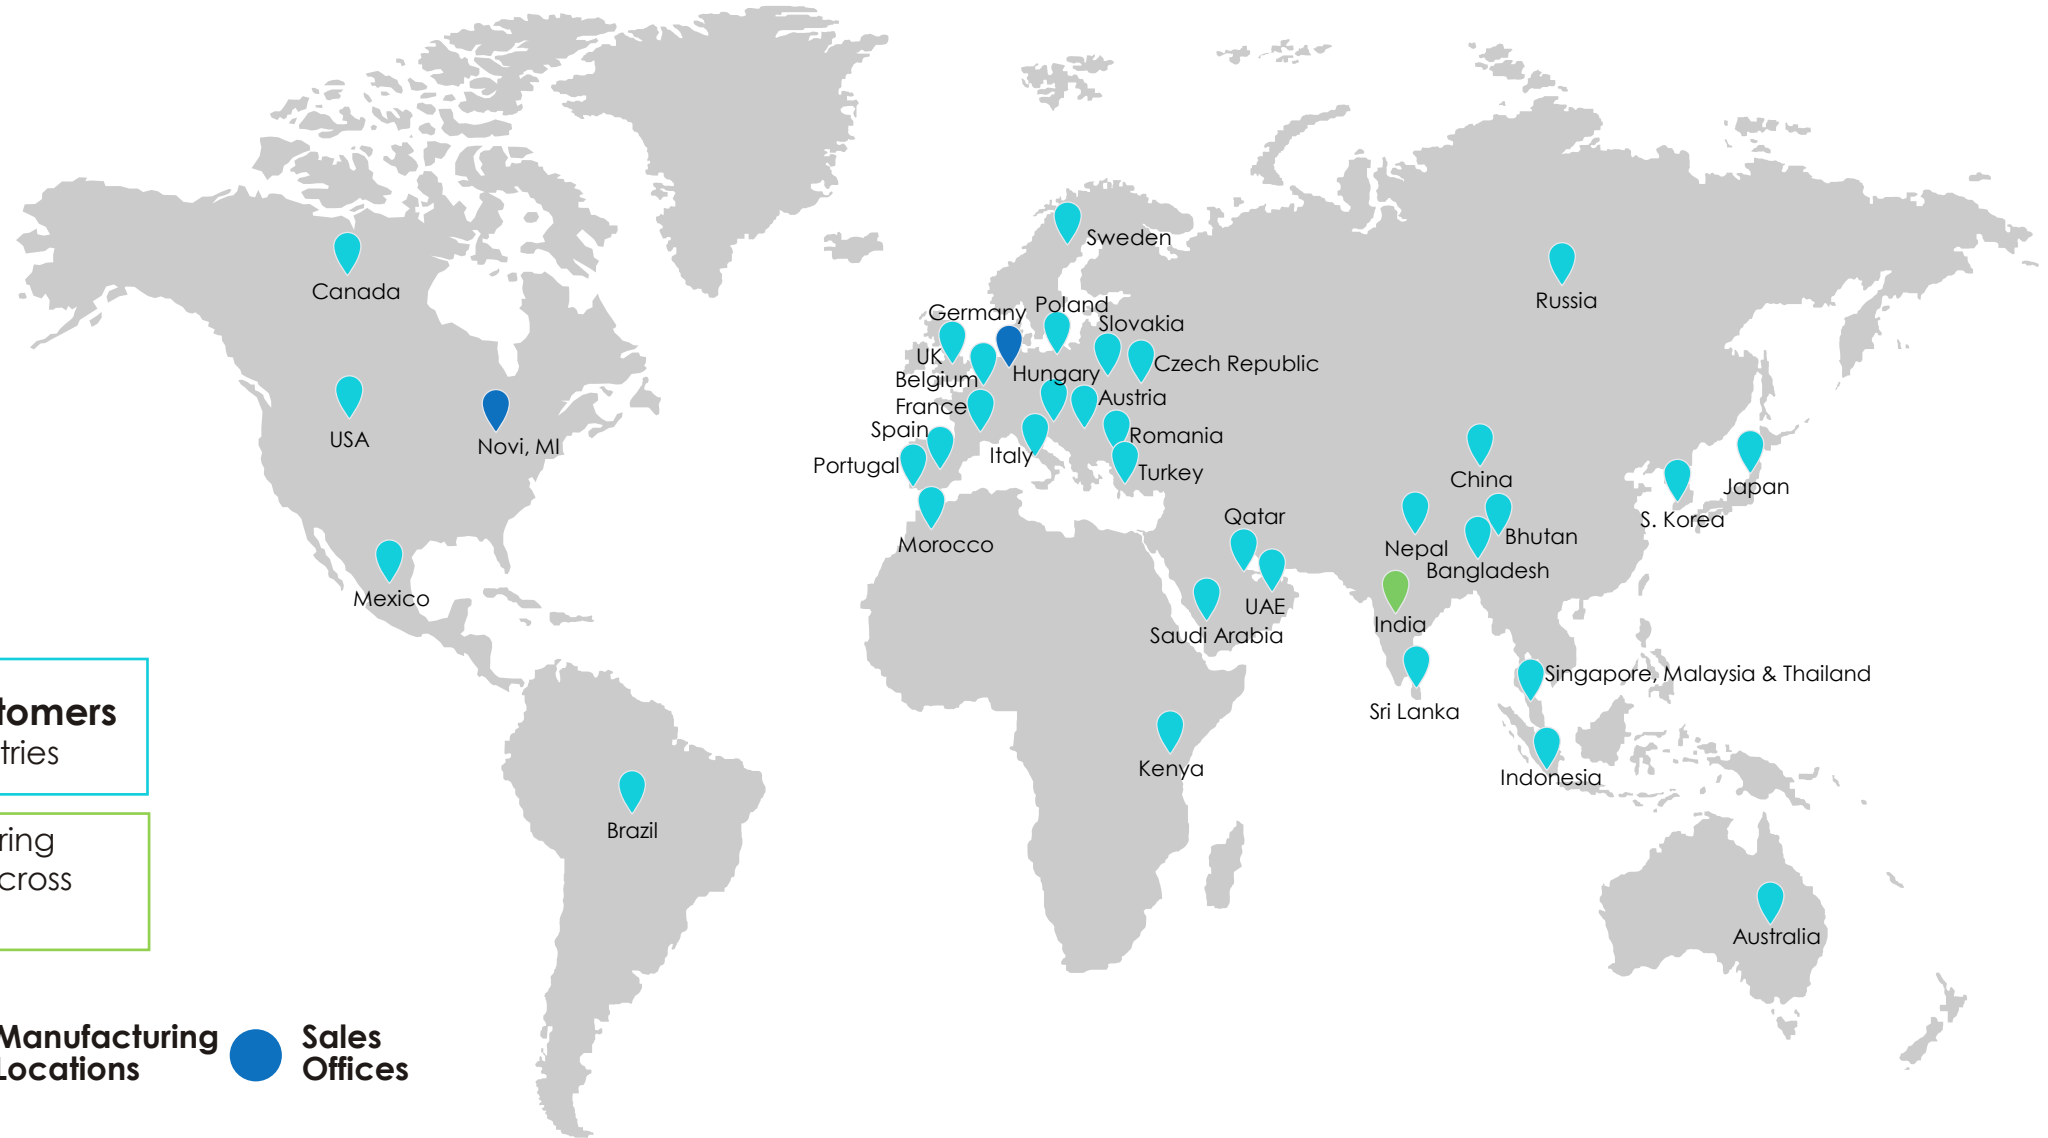 Sweden
Canada
Russia
Poland
Germany
Slovakia
UK
Czech Republic
Hungary
Belgium
Austria
France
Spain
Romania
USA
Novi, MI
Italy
Portugal
Turkey
China
Japan
Qatar
S. Korea
Bhutan
Morocco
Nepal
Bangladesh
Mexico
UAE
India
Saudi Arabia
Singapore, Malaysia & Thailand
Sri Lanka
tomers
tries
Kenya
Indonesia
Brazil
ring
cross
Australia
Manufacturing
Locations
Sales
Offices